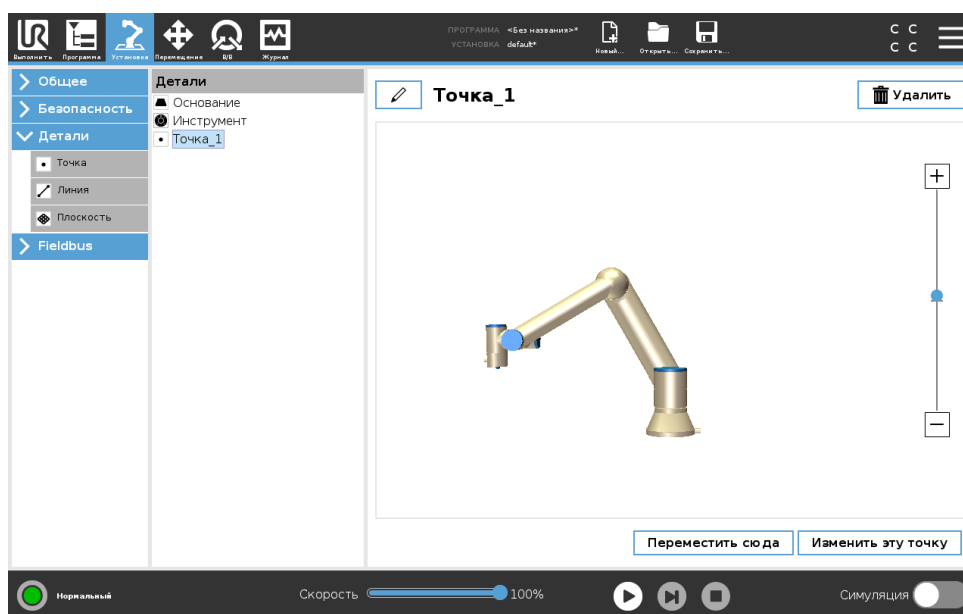 ПРОГРАММА <Без названия>*
УСТАНОВКА default*
Выполнить Программа Установка Перемещение В/В Журнал
Новый... Открыть... Сохранить...
C C
C C
Общее
Безопасность
Детали
Точка
Линия
Плоскость
Fieldbus
Детали
Основание
Инструмент
Точка_1
Точка_1
Удалить
Переместить сюда Изменить эту точку
Нормальный
Скорость 100%
Симуляция